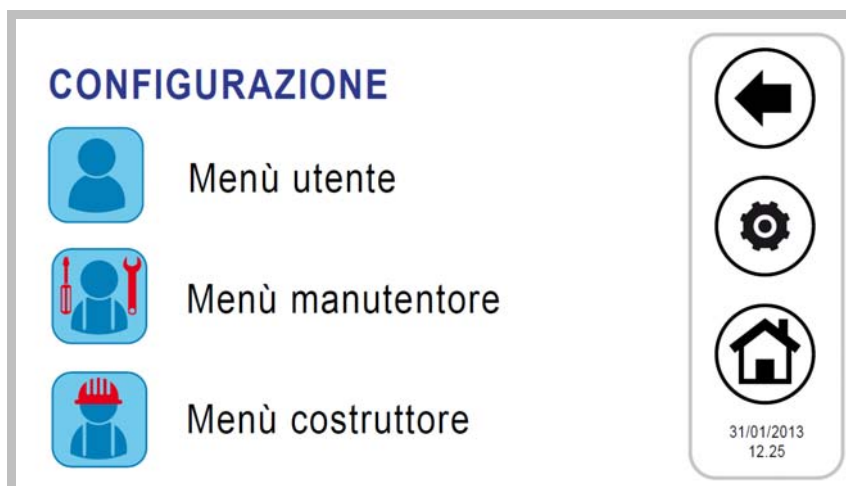 CONFIGURAZIONE
Menù utente
Menù manutentore
Menù costruttore
31/01/2013
12.25